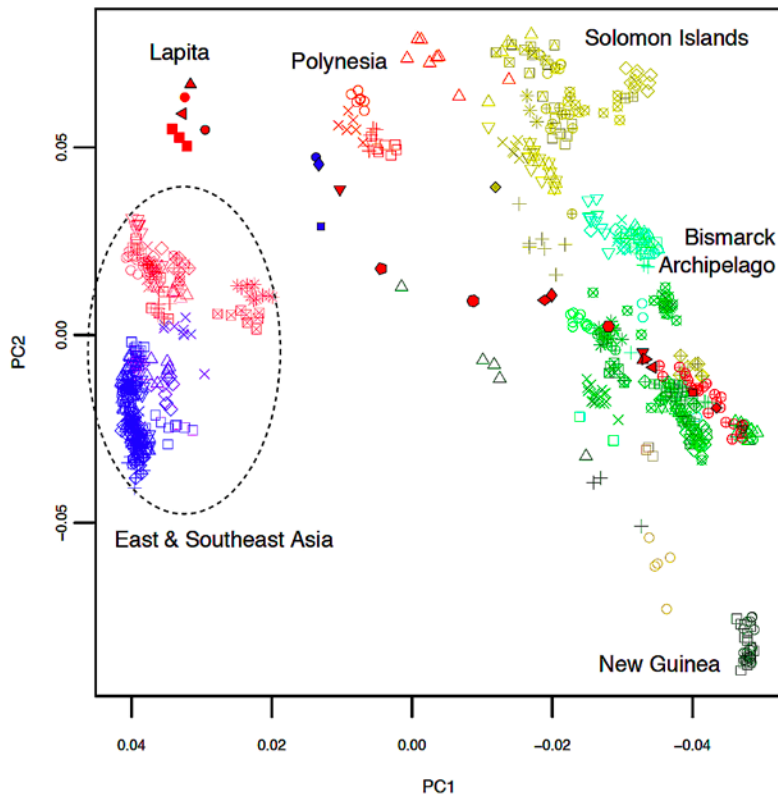 Lapita
Polynesia
Solomon Islands
Bismarck
Archipelago
East & Southeast Asia
New Guinea
PC2
0.05
0.00
-0.05
0.04
0.02
0.00
-0.02
-0.04
PC1